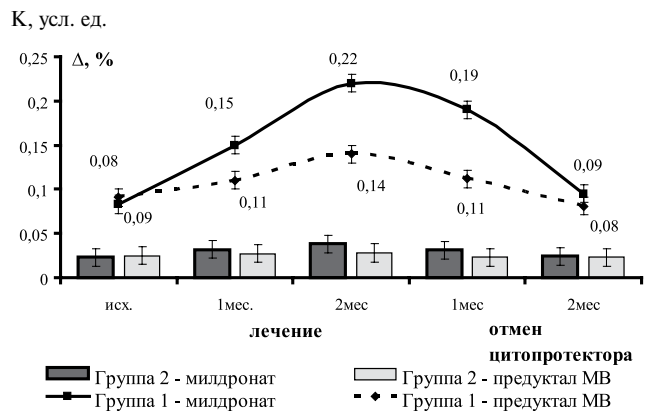 K, усл. ед.
Δ, %
0,25
0,2
0,15
0,1
0,05
0
0,08
0,15
0,22
0,19
0,09
0,09
0,11
0,14
0,11
0,08
исх.
1мес.
2мес
1мес
2мес
лечение
отмен
цитопротектора
Группа 2 - милдронат
Группа 2 - предуктал МВ
Группа 1 - милдронат
Группа 1 - предуктал МВ